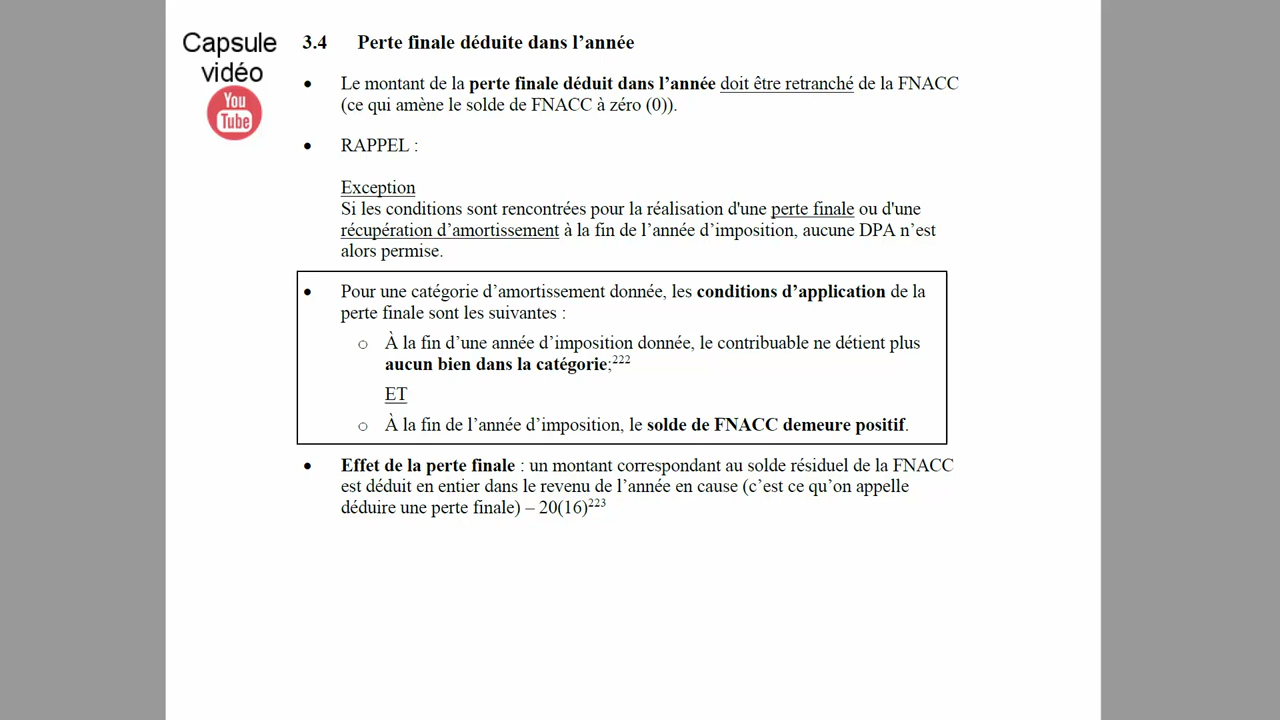 Capsule
vidéo
You
Tube
3.4 Perte finale déduite dans l’année
• Le montant de la perte finale déduit dans l’année doit être retranché de la FNACC
(ce qui amène le solde de FNACC à zéro (0)).
• RAPPEL :
Exception
Si les conditions sont rencontrées pour la réalisation d'une perte finale ou d'une
récupération d’amortissement à la fin de l’année d’imposition, aucune DPA n’est
alors permise.
• Pour une catégorie d’amortissement donnée, les conditions d’application de la
perte finale sont les suivantes :
○ À la fin d’une année d’imposition donnée, le contribuable ne détient plus
aucun bien dans la catégorie;222
ET
○ À la fin de l’année d’imposition, le solde de FNACC demeure positif.
• Effet de la perte finale : un montant correspondant au solde résiduel de la FNACC
est déduit en entier dans le revenu de l’année en cause (c’est ce qu’on appelle
déduire une perte finale) – 20(16)223